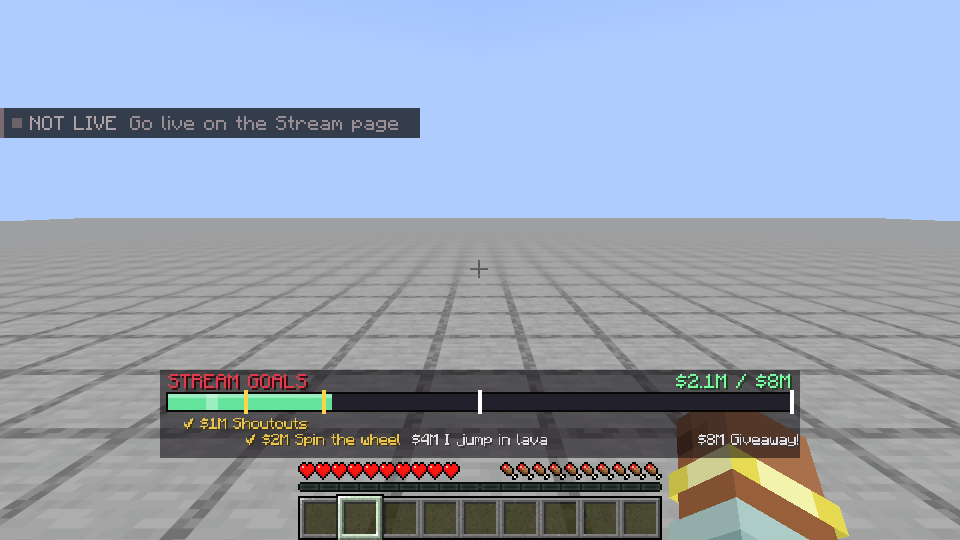 NOT LIVE Go live on the Stream page
STREAM GOALS $2.1M / $8M
✔ $1M Shoutouts
✔ $2M Spin the wheel $4M I jump in lava $8M Giveaway!